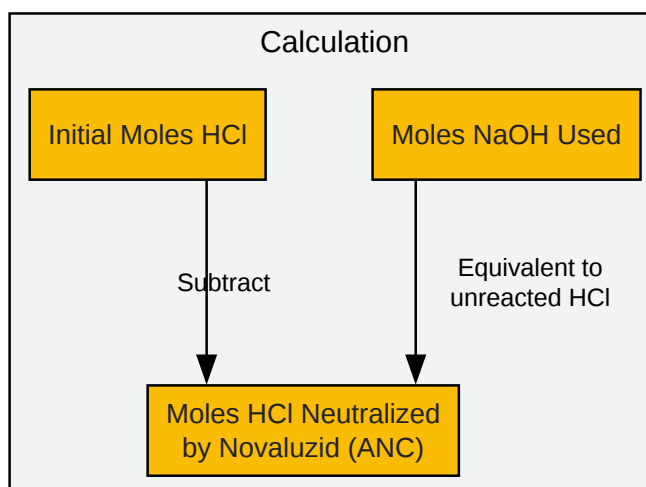 Calculation
Initial Moles HCl
Moles NaOH Used
Subtract
Equivalent to
unreacted HCl
Moles HCl Neutralized
by Novaluzid (ANC)